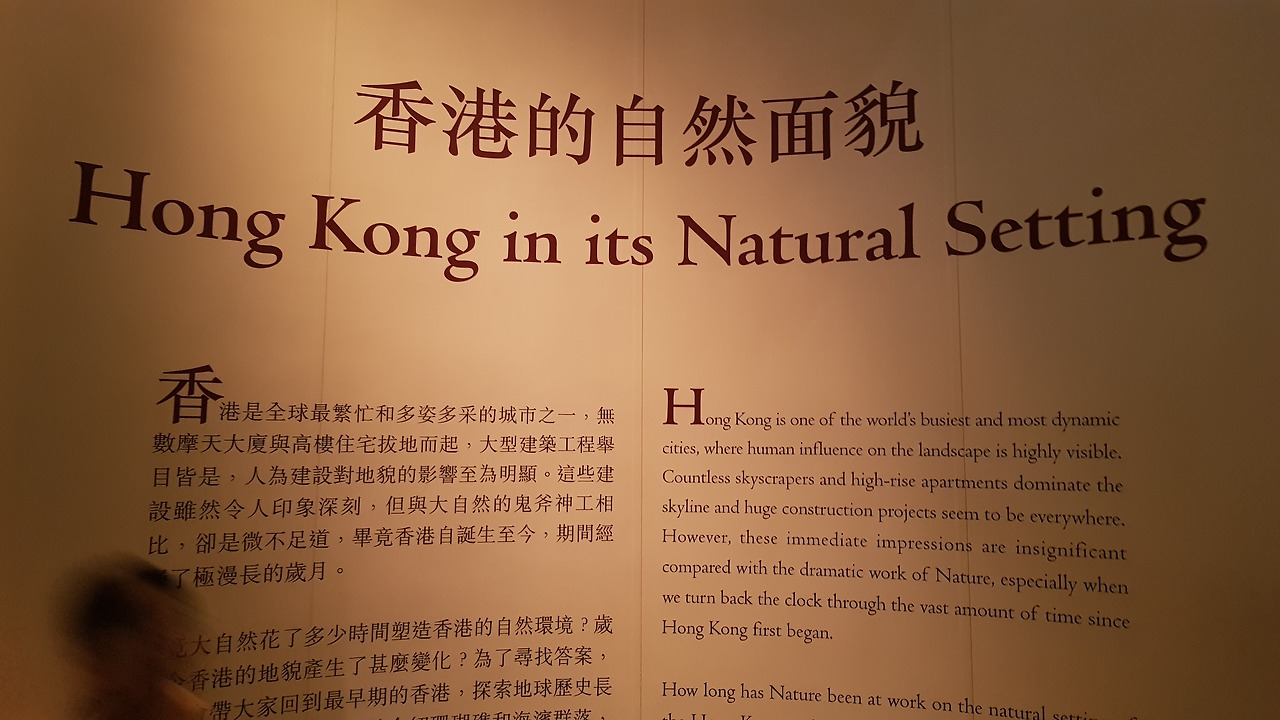 香港的自然面貌
Hong Kong in its Natural Setting
香港是全球最繁忙和多姿多采的城市之一，無
數摩天大廈與高樓住宅拔地而起，大型建築工程舉
目皆是，人為建設對地貌的影響至為明顯。這些建
設雖然令人印象深刻，但與大自然的鬼斧神工相
比，卻是微不足道，畢竟香港自誕生至今，期間經
了極漫長的歲月。
大自然花了多少時間塑造香港的自然環境？歲
香港的地貌產生了甚麼變化？為了尋找答案，
帶大家回到最早期的香港，探索地球歷史長
珊瑚礁和海濱群落，
Hong Kong is one of the world's busiest and most dynamic
cities, where human influence on the landscape is highly visible.
Countless skyscrapers and high-rise apartments dominate the
skyline and huge construction projects seem to be everywhere.
However, these immediate impressions are insignificant
compared with the dramatic work of Nature, especially when
we turn back the clock through the vast amount of time since
Hong Kong first began.
How long has Nature been at work on the natural setting
the Hong